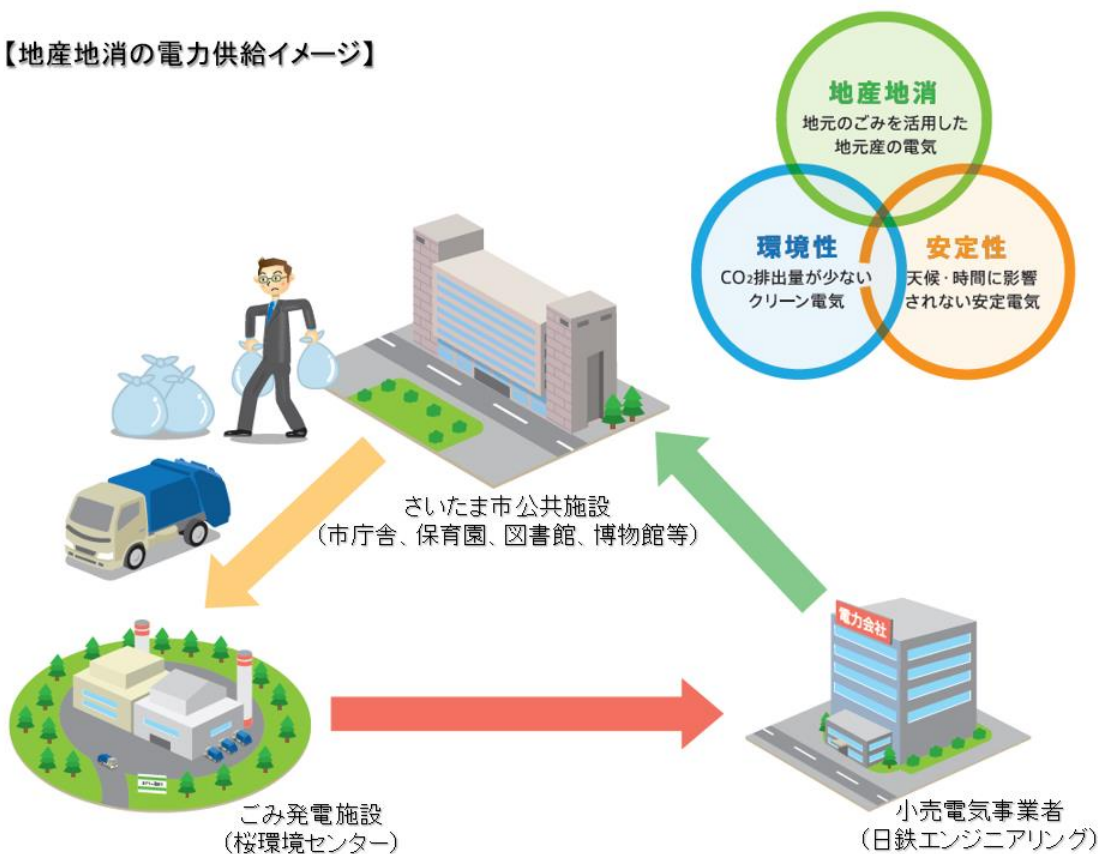 【地産地消の電力供給イメージ】
地産地消
地元のごみを活用した
地元産の電気
環境性
CO₂排出量が少ない
クリーン電気
安定性
天候・時間に影響
されない安定電気
さいたま市公共施設
（市庁舎、保育園、図書館、博物館等）
電力会社
ごみ発電施設
（桜環境センター）
小売電気事業者
（日鉄エンジニアリング）